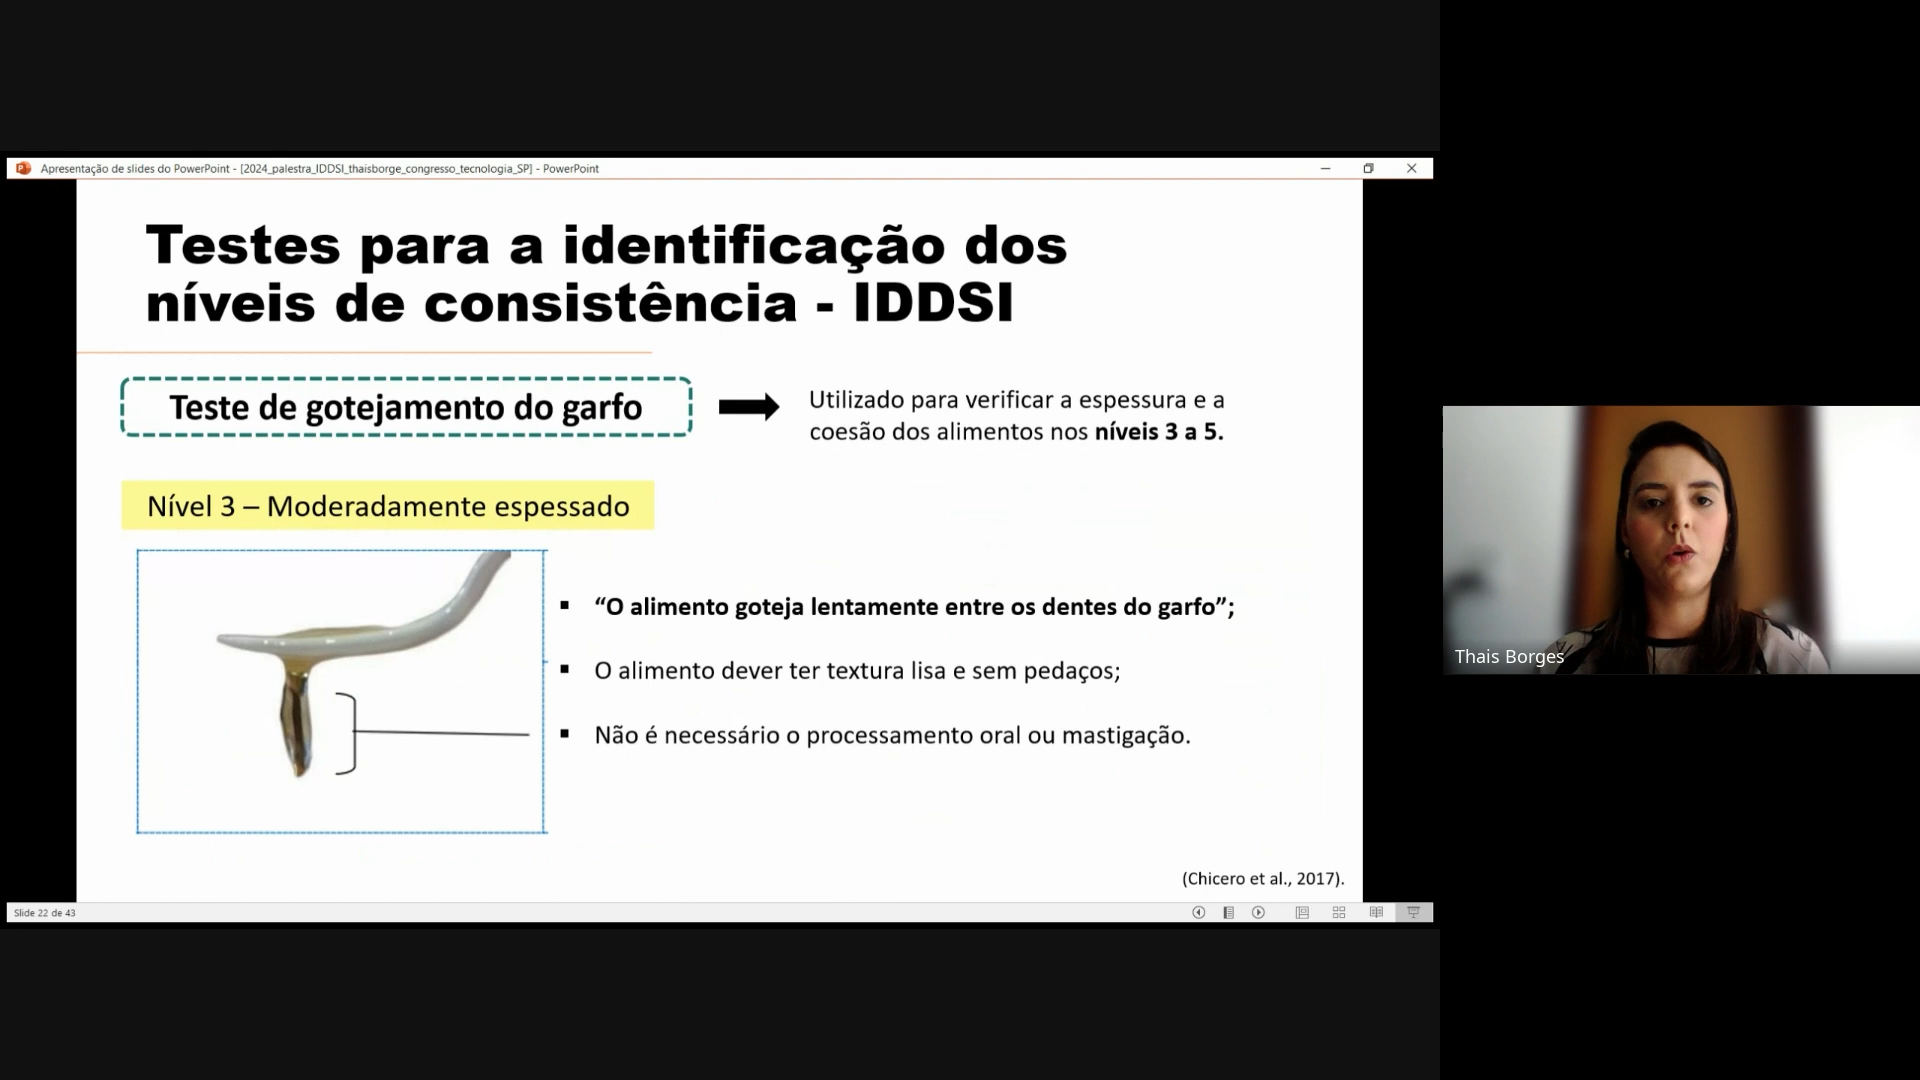 Apresentação de slides do PowerPoint - [2024_palestra_IDDSI_thaisborge_congresso_tecnologia_SP] - PowerPoint
Testes para a identificação dos
níveis de consistência - IDDSI
Teste de gotejamento do garfo
Utilizado para verificar a espessura e a
coesão dos alimentos nos níveis 3 a 5.
Nível 3 – Moderadamente espessado
“O alimento goteja lentamente entre os dentes do garfo”;
O alimento dever ter textura lisa e sem pedaços;
Não é necessário o processamento oral ou mastigação.
(Chicero et al., 2017).
Slide 22 de 43
Thais Borges